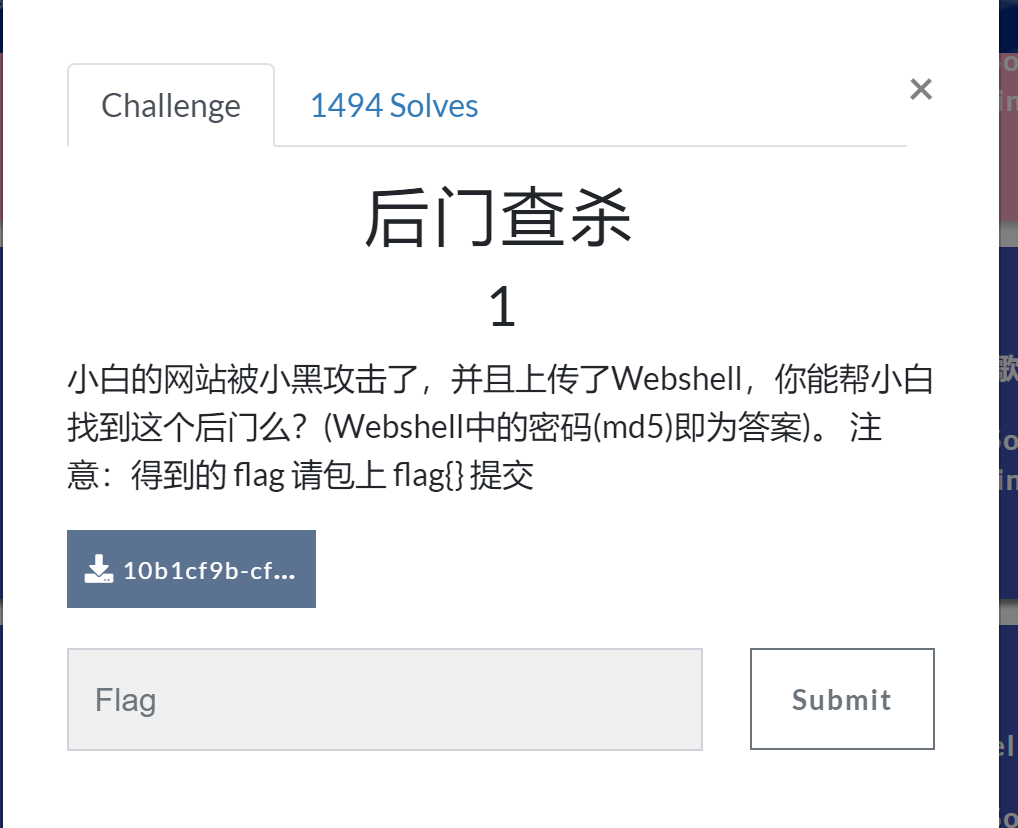 Challenge
1494 Solves
×
后门查杀
1
小白的网站被小黑攻击了，并且上传了Webshell，你能帮小白
找到这个后门么？(Webshell中的密码(md5)即为答案)。 注
意：得到的 flag 请包上 flag{} 提交
10b1cf9b-cf...
Flag
Submit